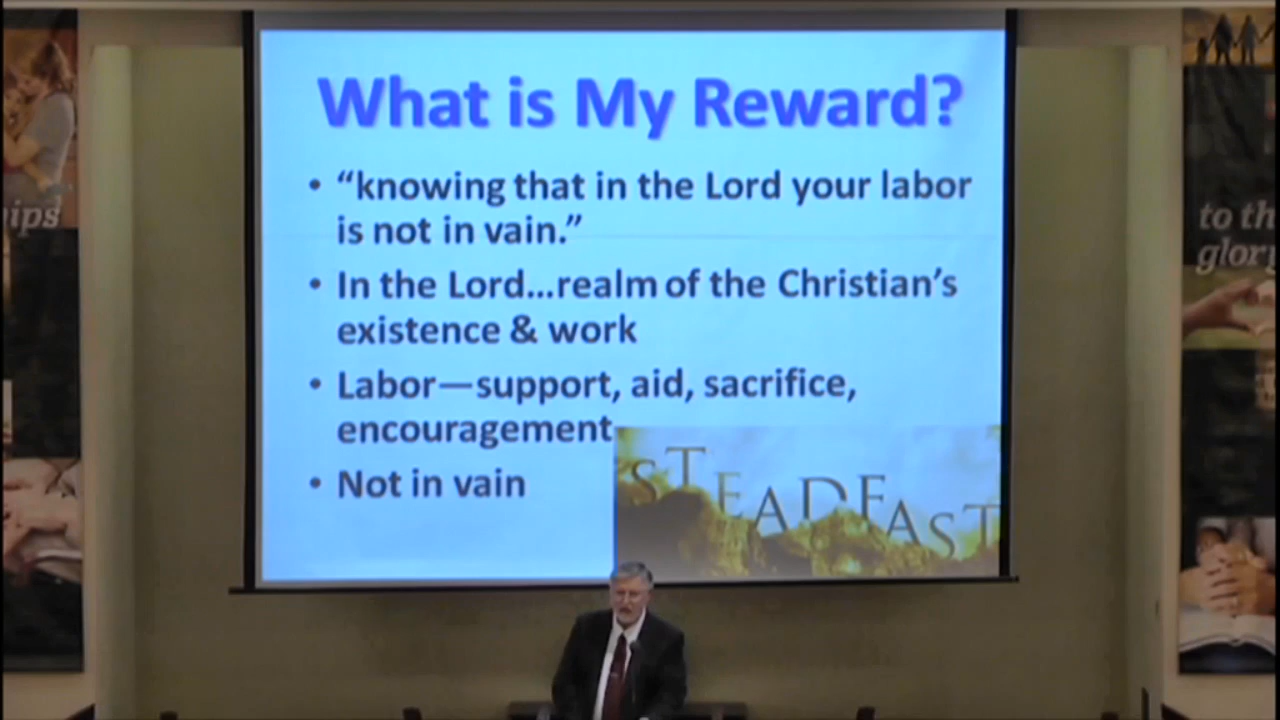 What is My Reward?
• “knowing that in the Lord your labor
is not in vain.”
• In the Lord...realm of the Christian’s
existence & work
• Labor—support, aid, sacrifice,
encouragement
• Not in vain
STEADFAST
ips
to th
glory